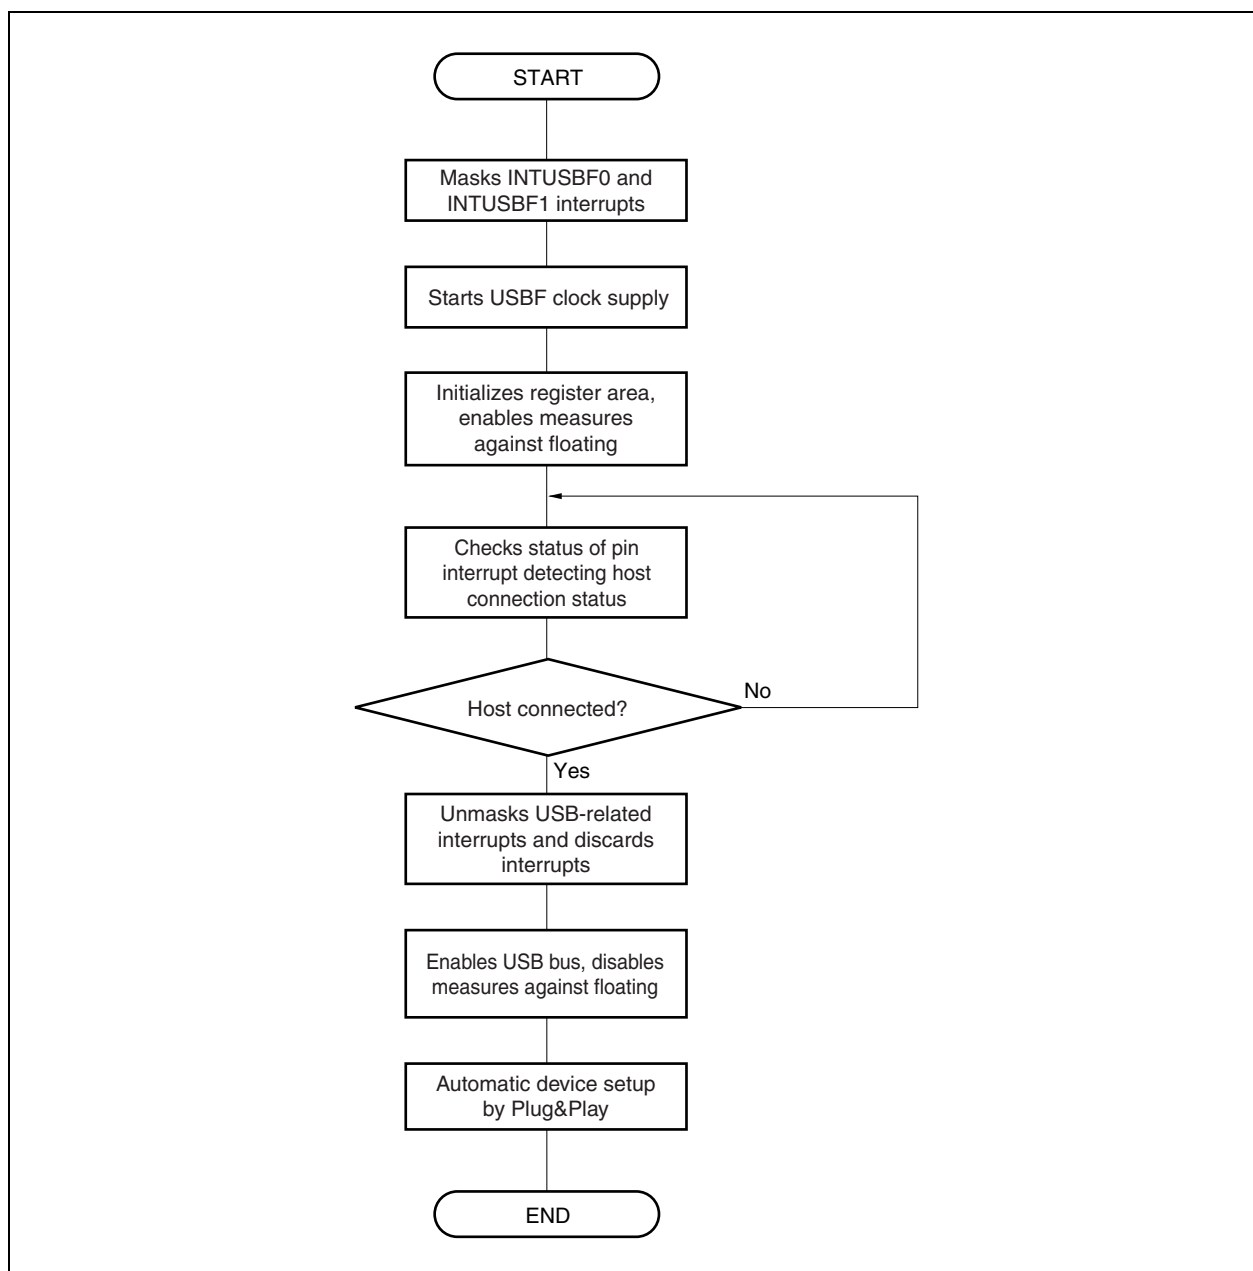 START
Masks INTUSBF0 and
INTUSBF1 interrupts
Starts USBF clock supply
Initializes register area,
enables measures
against floating
Checks status of pin
interrupt detecting host
connection status
Host connected?
No
Yes
Unmasks USB-related
interrupts and discards
interrupts
Enables USB bus, disables
measures against floating
Automatic device setup
by Plug&Play
END